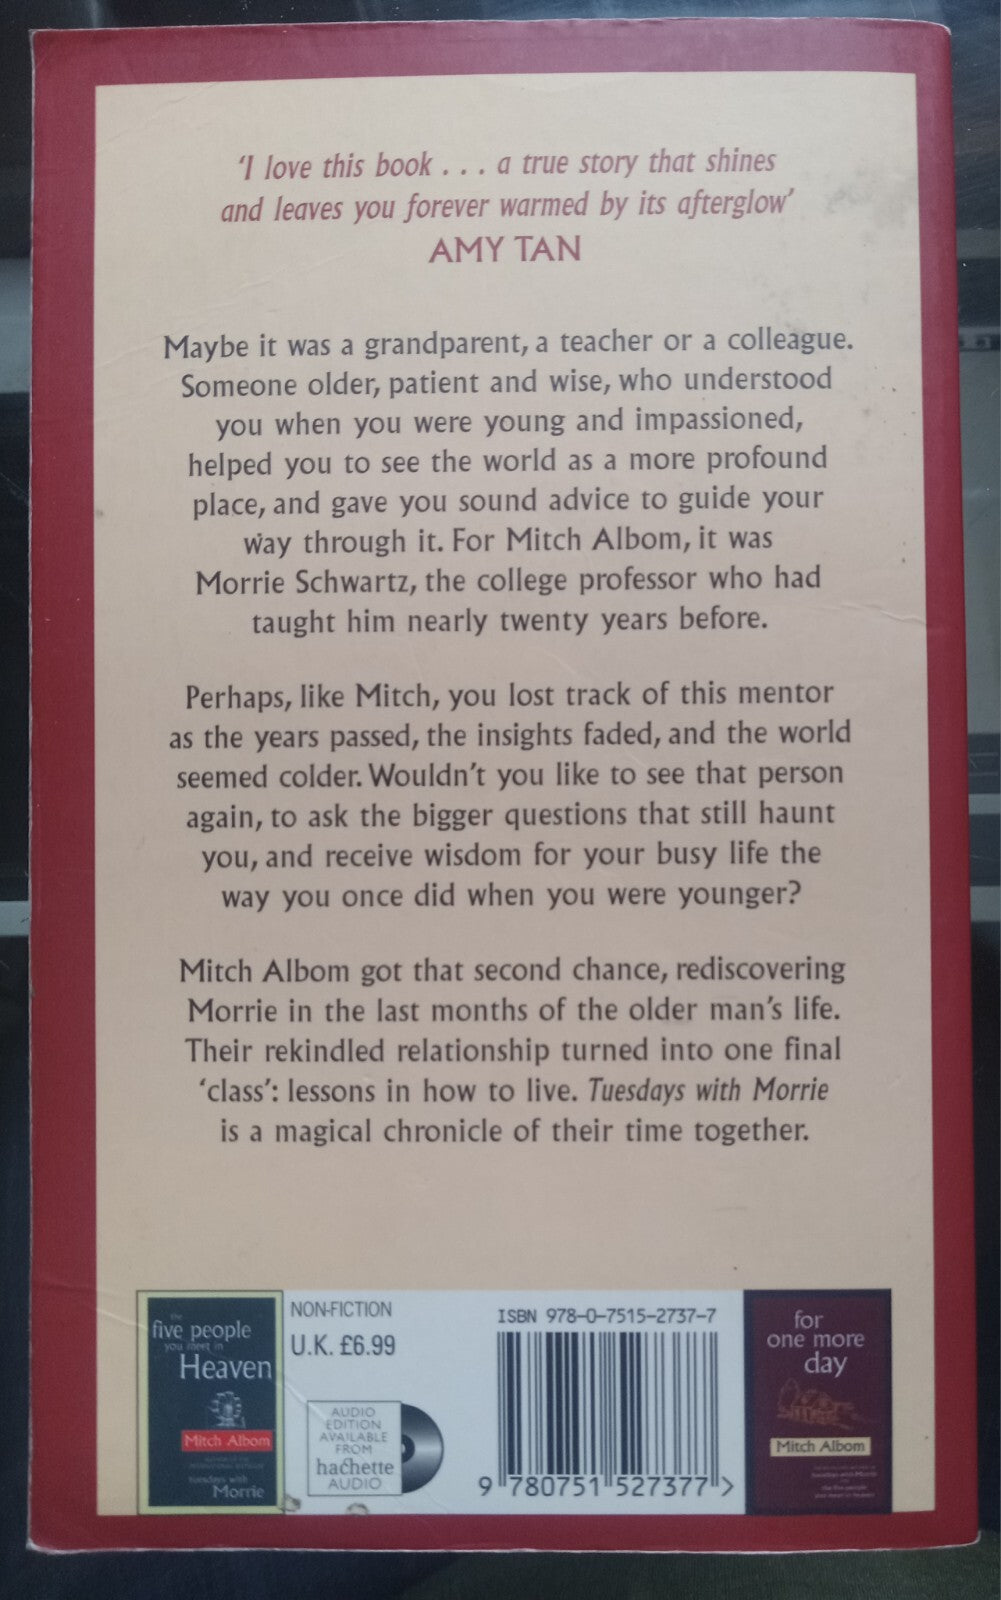 'I love this book . . . a true story that shines
and leaves you forever warmed by its afterglow'
AMY TAN
Maybe it was a grandparent, a teacher or a colleague.
Someone older, patient and wise, who understood
you when you were young and impassioned,
helped you to see the world as a more profound
place, and gave you sound advice to guide your
way through it. For Mitch Albom, it was
Morrie Schwartz, the college professor who had
taught him nearly twenty years before.
Perhaps, like Mitch, you lost track of this mentor
as the years passed, the insights faded, and the world
seemed colder. Wouldn't you like to see that person
again, to ask the bigger questions that still haunt
you, and receive wisdom for your busy life the
way you once did when you were younger?
Mitch Albom got that second chance, rediscovering
Morrie in the last months of the older man's life.
Their rekindled relationship turned into one final
'class': lessons in how to live. Tuesdays with Morrie
is a magical chronicle of their time together.
the
five people
you meet in
Heaven
Mitch Albom
tuesdays with
Morrie
NON-FICTION
U.K. £6.99
AUDIO
EDITION
AVAILABLE
FROM
hachette
AUDIO
ISBN 978-0-7515-2737-7
9 780751 527377 >
for
one more
day
Mitch Albom
tuesdays with Morrie
the five people
you meet in heaven